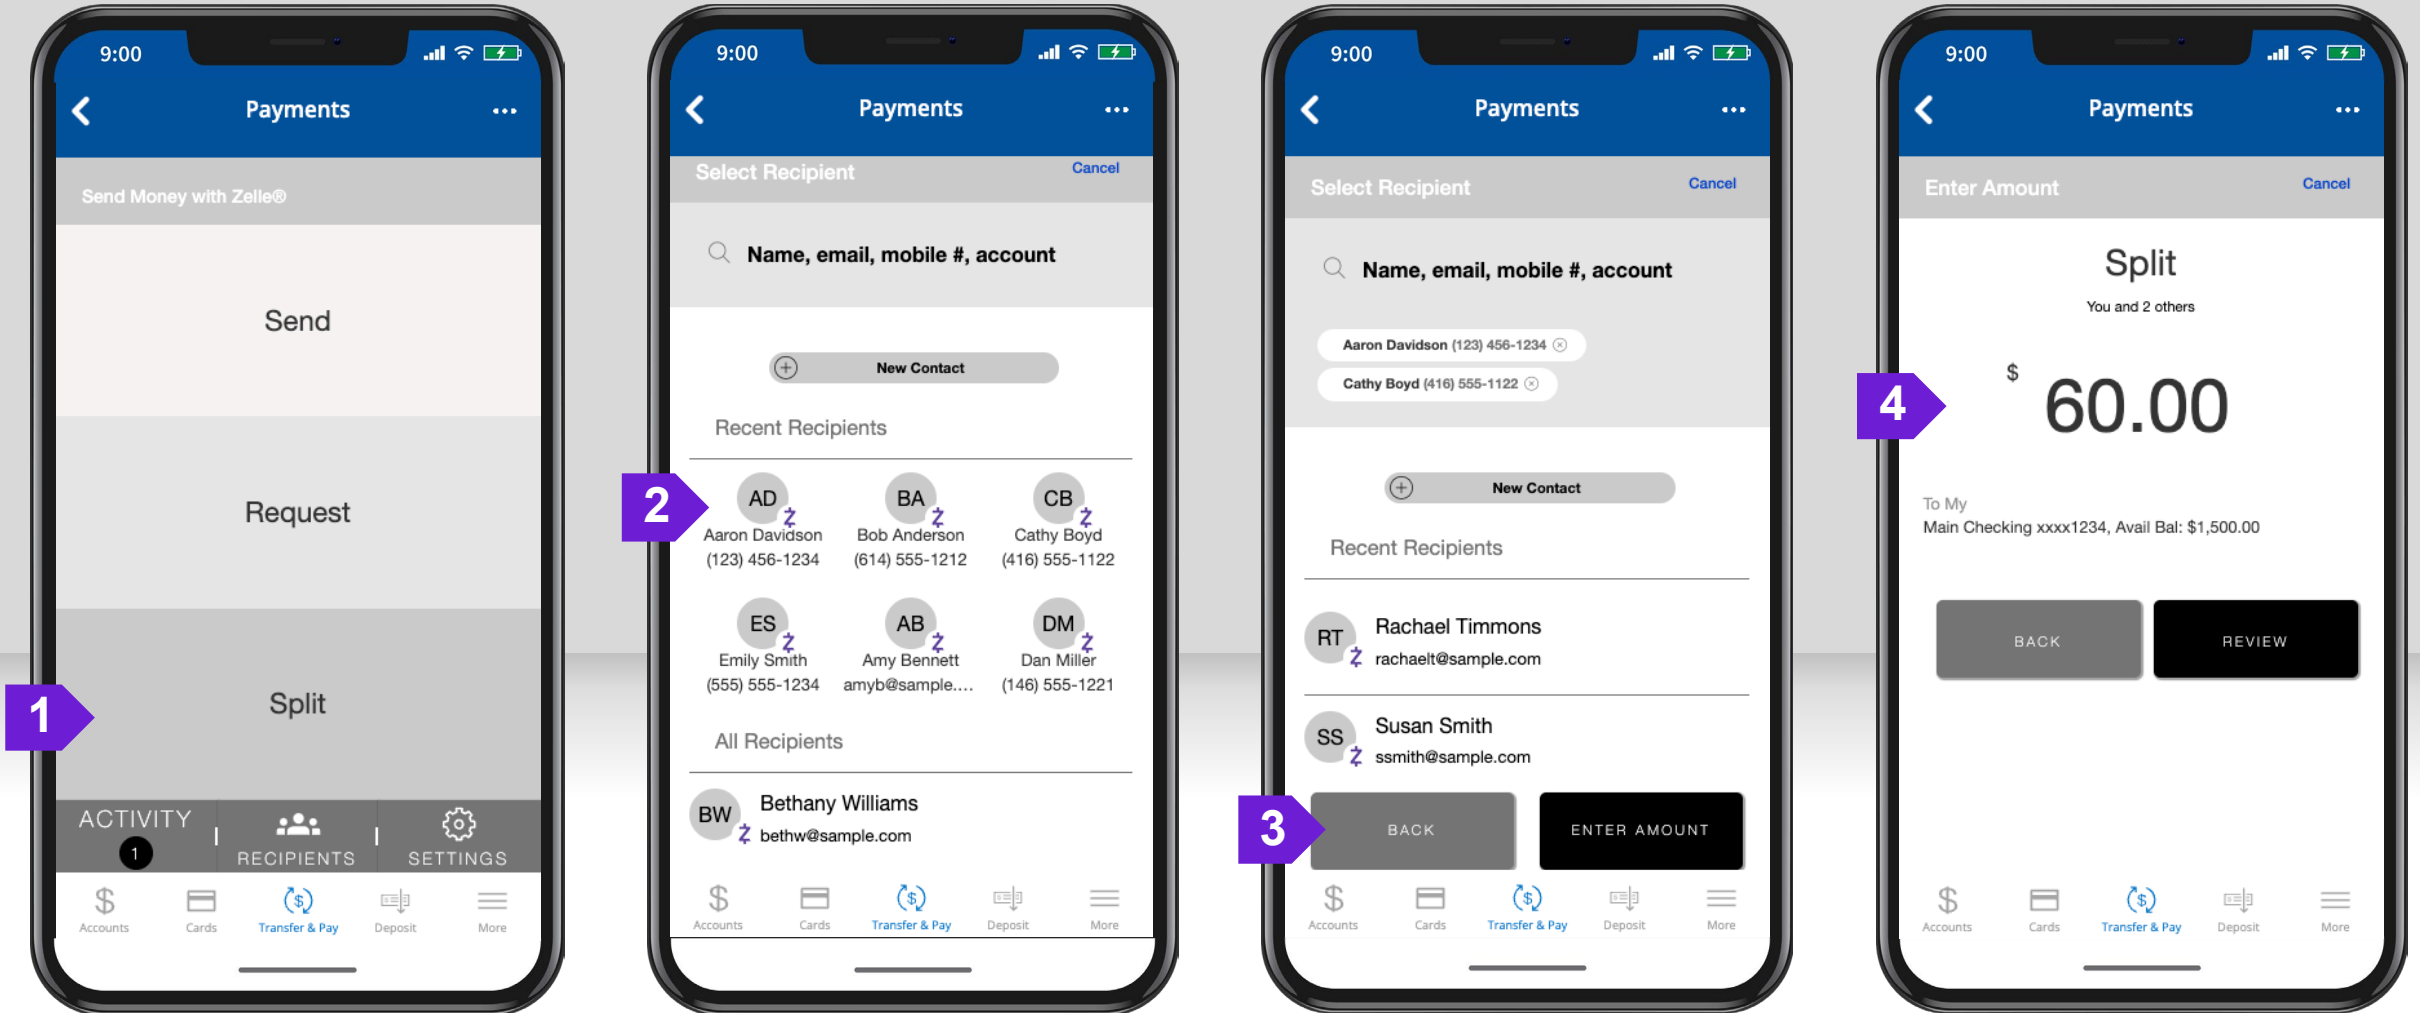 9:00
Payments
Send Money with Zelle®
Send
Request
1
Split
ACTIVITY
1
RECIPIENTS
SETTINGS
Accounts
Cards
Transfer & Pay
Deposit
More
9:00
Payments
Select Recipient
Cancel
Name, email, mobile #, account
New Contact
Recent Recipients
2
AD
BA
CB
Aaron Davidson
Bob Anderson
Cathy Boyd
(123) 456-1234
(614) 555-1212
(416) 555-1122
ES
AB
DM
Emily Smith
Amy Bennett
Dan Miller
(555) 555-1234
amyb@sample....
(146) 555-1221
All Recipients
BW
Bethany Williams
bethw@sample.com
Accounts
Cards
Transfer & Pay
Deposit
More
9:00
Payments
Select Recipient
Cancel
Name, email, mobile #, account
Aaron Davidson (123) 456-1234
Cathy Boyd (416) 555-1122
New Contact
Recent Recipients
RT
Rachael Timmons
rachaelt@sample.com
SS
Susan Smith
ssmith@sample.com
3
BACK
ENTER AMOUNT
Accounts
Cards
Transfer & Pay
Deposit
More
9:00
Payments
Enter Amount
Cancel
Split
You and 2 others
4
$ 60.00
To My
Main Checking xxxx1234, Avail Bal: $1,500.00
BACK
REVIEW
Accounts
Cards
Transfer & Pay
Deposit
More